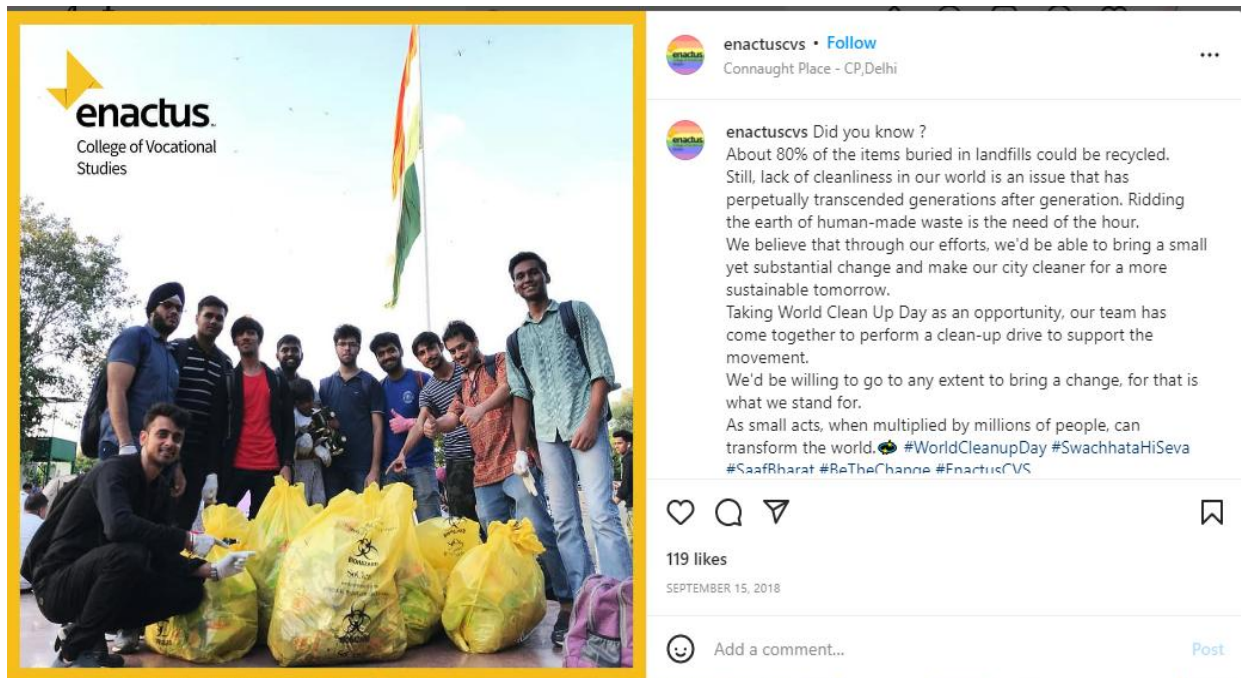 enactus
College of Vocational
Studies
BIOHAZARD
enactuscvs • Follow
Connaught Place - CP,Delhi
enactuscvs Did you know ?
About 80% of the items buried in landfills could be recycled.
Still, lack of cleanliness in our world is an issue that has
perpetually transcended generations after generation. Ridding
the earth of human-made waste is the need of the hour.
We believe that through our efforts, we'd be able to bring a small
yet substantial change and make our city cleaner for a more
sustainable tomorrow.
Taking World Clean Up Day as an opportunity, our team has
come together to perform a clean-up drive to support the
movement.
We'd be willing to go to any extent to bring a change, for that is
what we stand for.
As small acts, when multiplied by millions of people, can
transform the world. #WorldCleanupDay #SwachhataHiSeva
#SaafBharat #BeTheChange #EnactusCVS
119 likes
SEPTEMBER 15, 2018
Add a comment...
Post